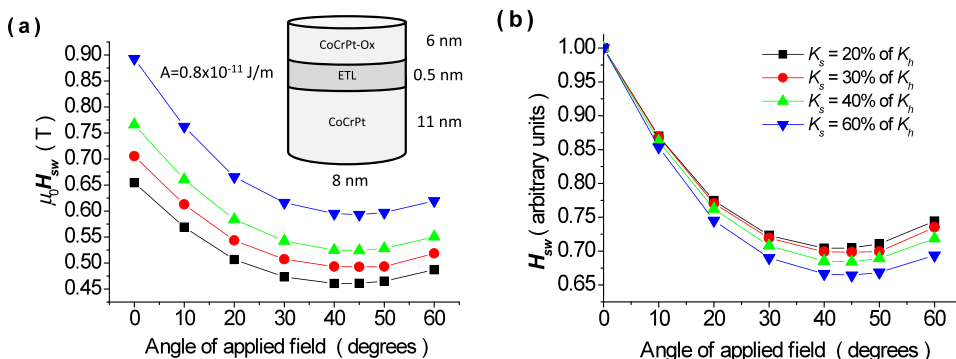 (a)
0.90
0.85
0.80
0.75
0.70
0.65
0.60
0.55
0.50
0.45
μ₀Hsw ( T )
A=0.8x10⁻¹¹ J/m
CoCrPt-Ox
6 nm
ETL
0.5 nm
CoCrPt
11 nm
8 nm
0 10 20 30 40 50 60
Angle of applied field ( degrees )
(b)
1.00
0.95
0.90
0.85
0.80
0.75
0.70
0.65
Hsw ( arbitrary units )
Ks = 20% of Kh
Ks = 30% of Kh
Ks = 40% of Kh
Ks = 60% of Kh
0 10 20 30 40 50 60
Angle of applied field ( degrees )